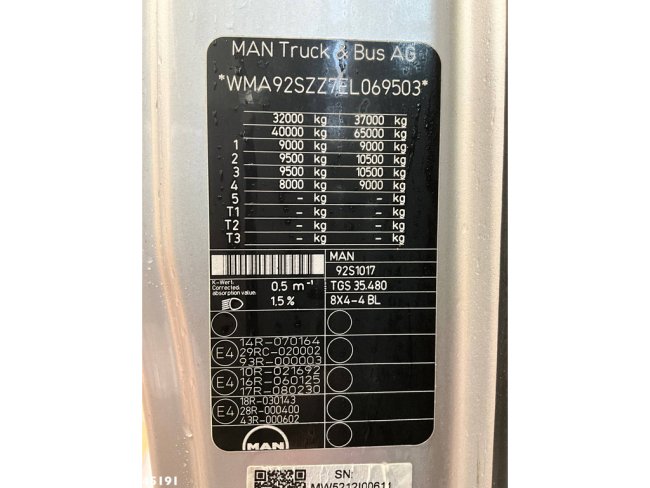 MAN Truck & Bus AG
*WMA92SZZ7EL069503*
32000 kg 37000 kg
40000 kg 65000 kg
1 9000 kg 9000 kg
2 9500 kg 10500 kg
3 9500 kg 10500 kg
4 8000 kg 9000 kg
5 - kg - kg
T1 - kg - kg
T2 - kg - kg
T3 - kg - kg
MAN
92S1017
K-Wert:
Corrected
absorption value: 0.5 m⁻¹
TGS 35.480
1.5 % 8X4-4 BL
E4 14R-070164
29RC-020002
93R-000003
E4 10R-021692
16R-060125
17R-080230
E4 18R-030143
28R-000400
43R-000602
MAN
SN:
MW5212I00611